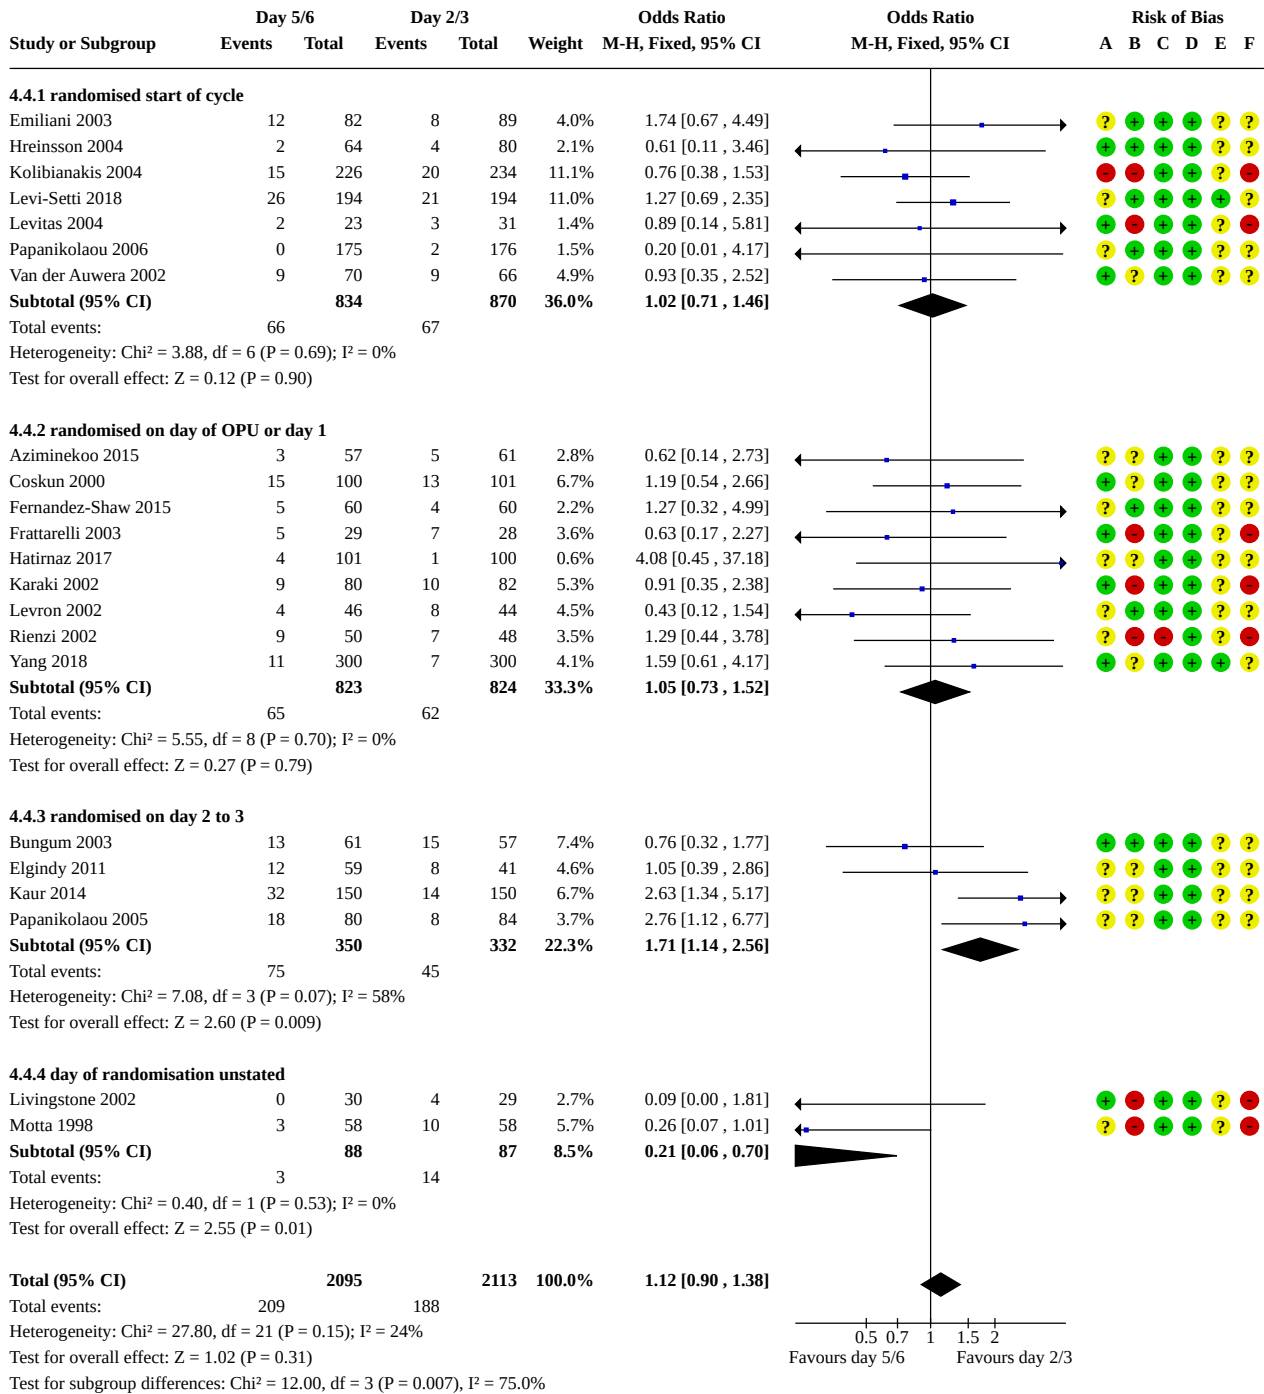 Day 5/6 Day 2/3 Odds Ratio Odds Ratio Risk of Bias
Study or Subgroup Events Total Events Total Weight M-H, Fixed, 95% CI M-H, Fixed, 95% CI A B C D E F
4.4.1 randomised start of cycle
Emiliani 2003 12 82 8 89 4.0% 1.74 [0.67 , 4.49] ? + + + ? ?
Hreinsson 2004 2 64 4 80 2.1% 0.61 [0.11 , 3.46] + + + + ? ?
Kolibianakis 2004 15 226 20 234 11.1% 0.76 [0.38 , 1.53] - - + + ? -
Levi-Setti 2018 26 194 21 194 11.0% 1.27 [0.69 , 2.35] ? + + + + ?
Levitas 2004 2 23 3 31 1.4% 0.89 [0.14 , 5.81] + - + + ? -
Papanikolaou 2006 0 175 2 176 1.5% 0.20 [0.01 , 4.17] ? + + + ? ?
Van der Auwera 2002 9 70 9 66 4.9% 0.93 [0.35 , 2.52] + ? + + ? ?
Subtotal (95% CI) 834 870 36.0% 1.02 [0.71 , 1.46]
Total events: 66 67
Heterogeneity: Chi² = 3.88, df = 6 (P = 0.69); I² = 0%
Test for overall effect: Z = 0.12 (P = 0.90)
4.4.2 randomised on day of OPU or day 1
Aziminekoo 2015 3 57 5 61 2.8% 0.62 [0.14 , 2.73] ? ? + + ? ?
Coskun 2000 15 100 13 101 6.7% 1.19 [0.54 , 2.66] + ? + + ? ?
Fernandez-Shaw 2015 5 60 4 60 2.2% 1.27 [0.32 , 4.99] ? + + + ? ?
Frattarelli 2003 5 29 7 28 3.6% 0.63 [0.17 , 2.27] + - + + ? -
Hatirnaz 2017 4 101 1 100 0.6% 4.08 [0.45 , 37.18] ? ? + + ? ?
Karaki 2002 9 80 10 82 5.3% 0.91 [0.35 , 2.38] + - + + ? -
Levron 2002 4 46 8 44 4.5% 0.43 [0.12 , 1.54] ? + + + ? ?
Rienzi 2002 9 50 7 48 3.5% 1.29 [0.44 , 3.78] ? - - + ? -
Yang 2018 11 300 7 300 4.1% 1.59 [0.61 , 4.17] + ? + + + ?
Subtotal (95% CI) 823 824 33.3% 1.05 [0.73 , 1.52]
Total events: 65 62
Heterogeneity: Chi² = 5.55, df = 8 (P = 0.70); I² = 0%
Test for overall effect: Z = 0.27 (P = 0.79)
4.4.3 randomised on day 2 to 3
Bungum 2003 13 61 15 57 7.4% 0.76 [0.32 , 1.77] + + + + ? ?
Elgindy 2011 12 59 8 41 4.6% 1.05 [0.39 , 2.86] ? ? + + ? ?
Kaur 2014 32 150 14 150 6.7% 2.63 [1.34 , 5.17] ? ? + + ? ?
Papanikolaou 2005 18 80 8 84 3.7% 2.76 [1.12 , 6.77] ? ? + + ? ?
Subtotal (95% CI) 350 332 22.3% 1.71 [1.14 , 2.56]
Total events: 75 45
Heterogeneity: Chi² = 7.08, df = 3 (P = 0.07); I² = 58%
Test for overall effect: Z = 2.60 (P = 0.009)
4.4.4 day of randomisation unstated
Livingstone 2002 0 30 4 29 2.7% 0.09 [0.00 , 1.81] + - + + ? -
Motta 1998 3 58 10 58 5.7% 0.26 [0.07 , 1.01] ? - + + ? -
Subtotal (95% CI) 88 87 8.5% 0.21 [0.06 , 0.70]
Total events: 3 14
Heterogeneity: Chi² = 0.40, df = 1 (P = 0.53); I² = 0%
Test for overall effect: Z = 2.55 (P = 0.01)
Total (95% CI) 2095 2113 100.0% 1.12 [0.90 , 1.38]
Total events: 209 188
Heterogeneity: Chi² = 27.80, df = 21 (P = 0.15); I² = 24%
0.5 0.7 1 1.5 2
Test for overall effect: Z = 1.02 (P = 0.31) Favours day 5/6 Favours day 2/3
Test for subgroup differences: Chi² = 12.00, df = 3 (P = 0.007), I² = 75.0%